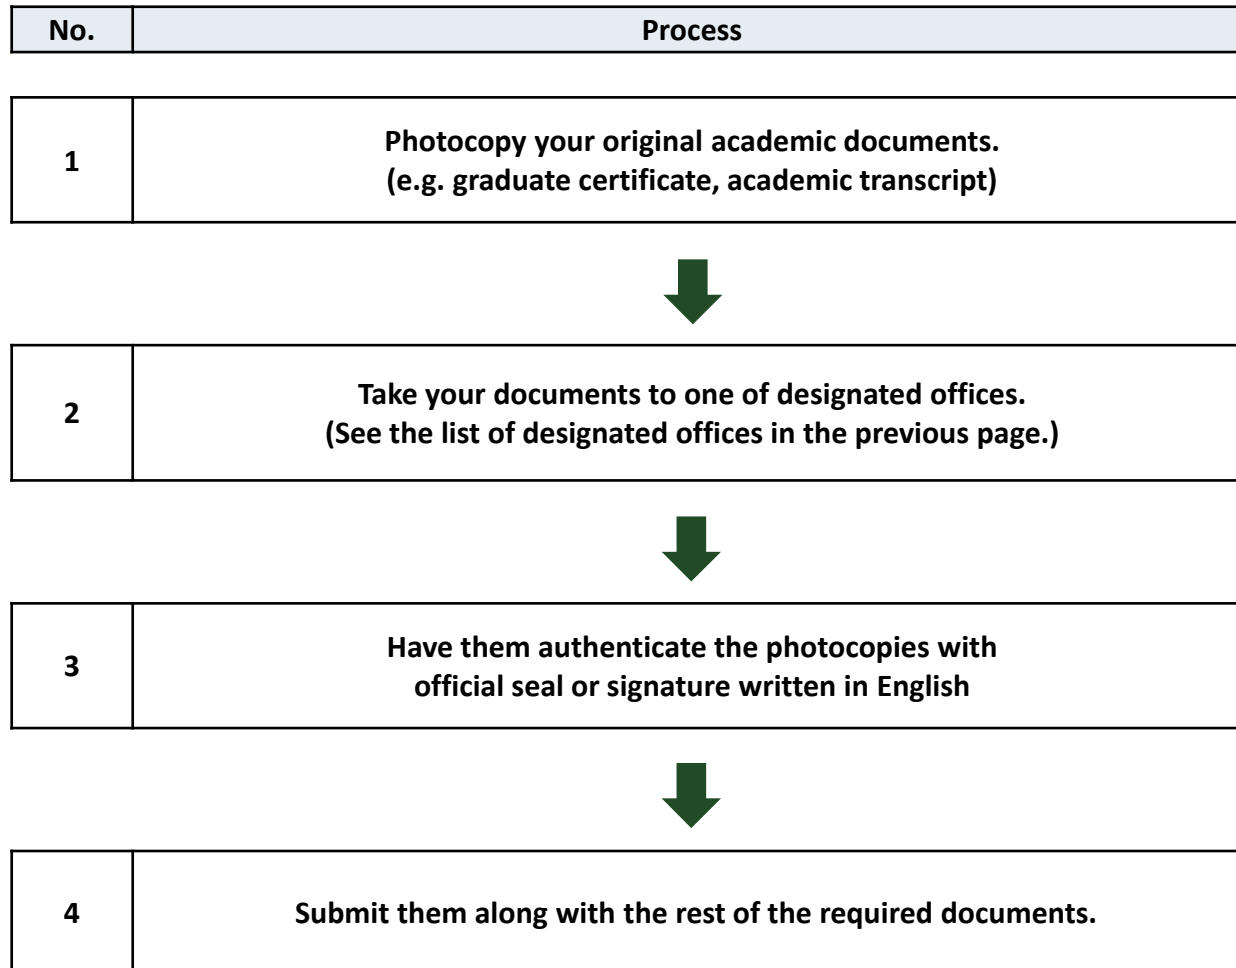 No. Process
1 Photocopy your original academic documents.
(e.g. graduate certificate, academic transcript)
2 Take your documents to one of designated offices.
(See the list of designated offices in the previous page.)
3 Have them authenticate the photocopies with
official seal or signature written in English
4 Submit them along with the rest of the required documents.